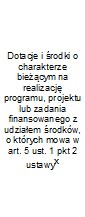 Dotacje i środki o
charakterze
bieżącym na
realizację
programu, projektu
lub zadania
finansowanego z
udziałem środków,
o których mowa w
art. 5 ust. 1 pkt 2
ustawy x